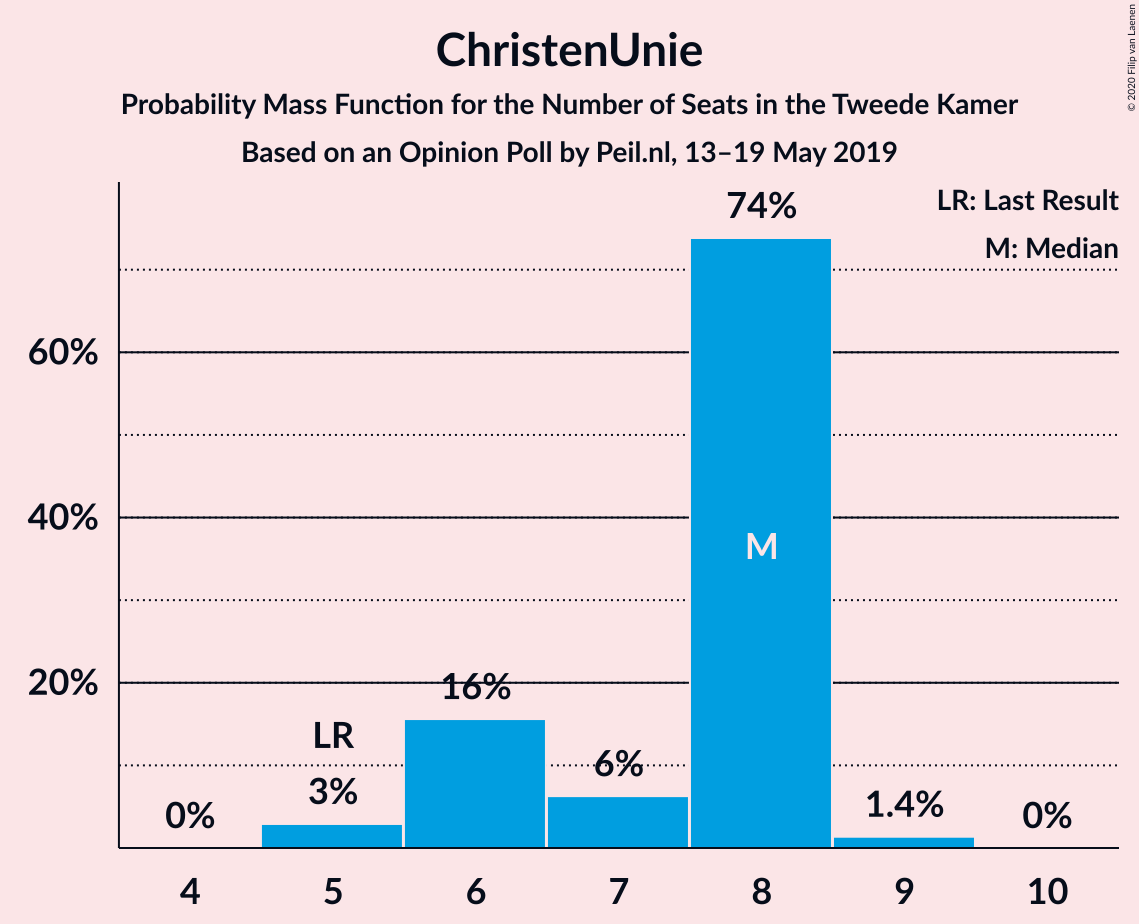 ChristenUnie
Probability Mass Function for the Number of Seats in the Tweede Kamer
Based on an Opinion Poll by Peil.nl, 13–19 May 2019
© 2020 Filip van Laenen
LR: Last Result
M: Median
74%
60%
40%
M
20%
16%
LR
6%
3%
1.4%
0%
0%
4 5 6 7 8 9 10